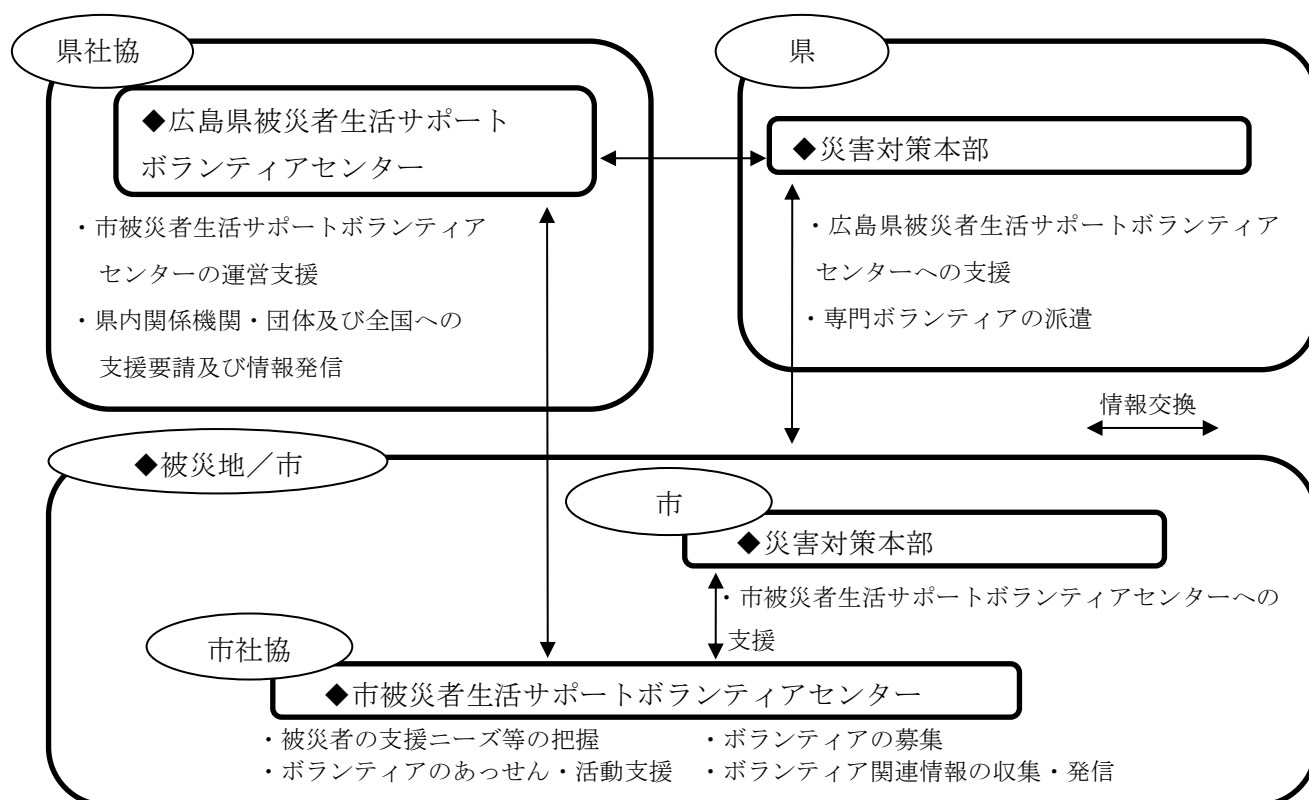 県社協
◆広島県被災者生活サポート
ボランティアセンター
・市被災者生活サポートボランティア
センターの運営支援
・県内関係機関・団体及び全国への
支援要請及び情報発信
県
◆災害対策本部
・広島県被災者生活サポートボランティア
センターへの支援
・専門ボランティアの派遣
情報交換
◆被災地／市
市
◆災害対策本部
・市被災者生活サポートボランティアセンターへの
支援
市社協
◆市被災者生活サポートボランティアセンター
・被災者の支援ニーズ等の把握
・ボランティアの募集
・ボランティアのあっせん・活動支援
・ボランティア関連情報の収集・発信